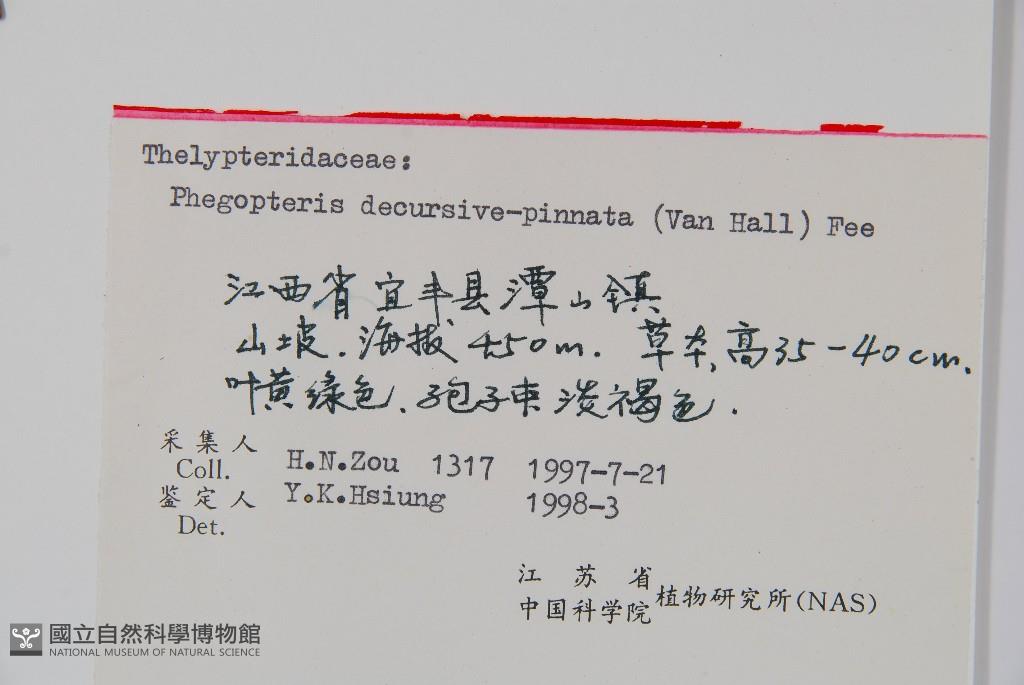 Thelypteridaceae:
Phegopteris decursive-pinnata (Van Hall) Fee
江西省宜丰县潭山镇
山坡.海拔450m. 草本,高35-40cm.
叶黄绿色.孢子束淡褐色.
采集人 Coll. H.N.Zou 1317 1997-7-21
鉴定人 Det. Y.K.Hsiung 1998-3
江苏省
中国科学院 植物研究所(NAS)
國立自然科學博物館
NATIONAL MUSEUM OF NATURAL SCIENCE